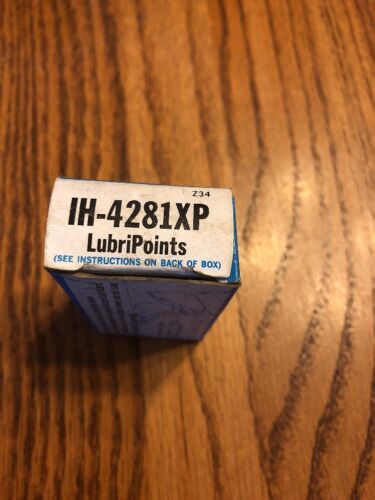 Z34
IH-4281XP
LubriPoints
(SEE INSTRUCTIONS ON BACK OF BOX)